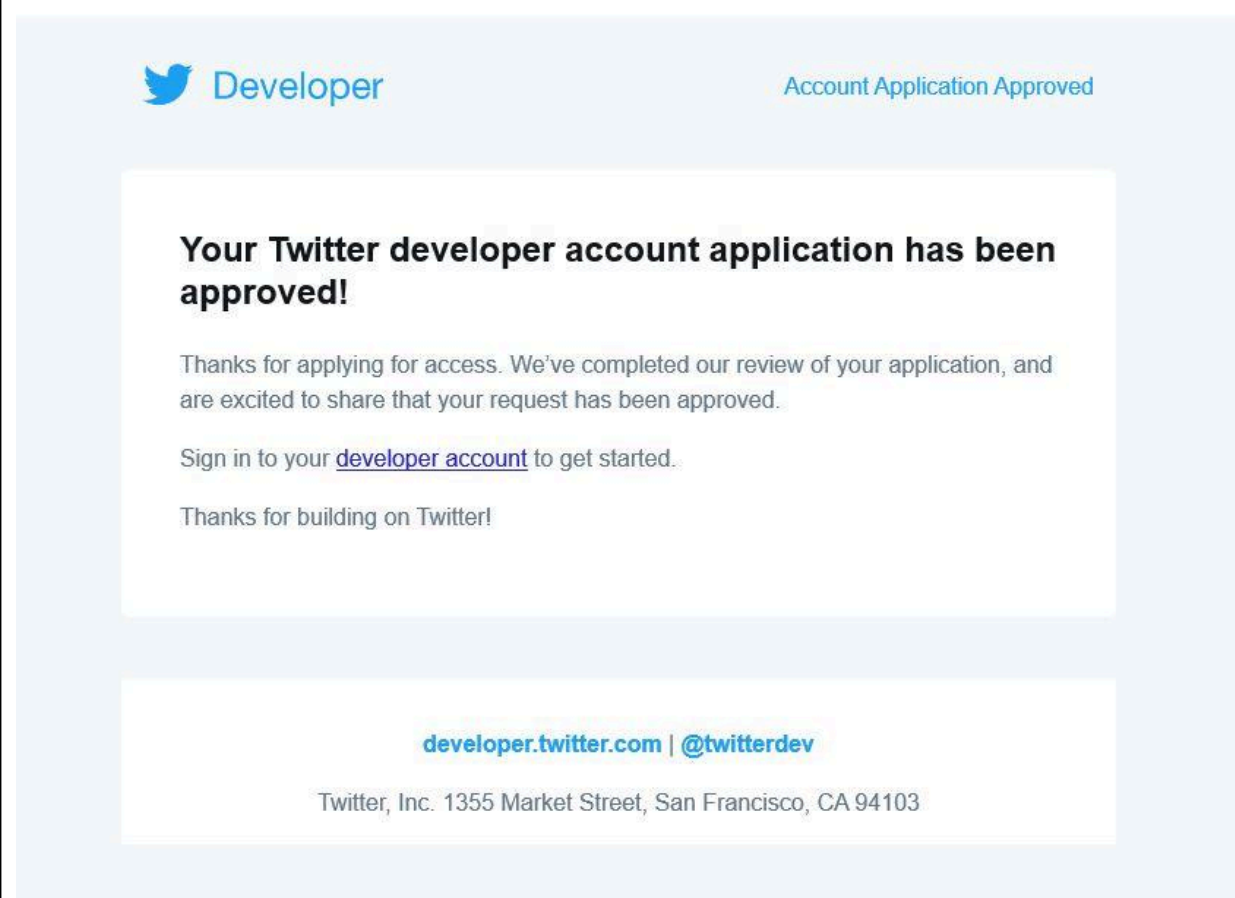 Developer
Account Application Approved
Your Twitter developer account application has been
approved!
Thanks for applying for access. We’ve completed our review of your application, and
are excited to share that your request has been approved.
Sign in to your developer account to get started.
Thanks for building on Twitter!
developer.twitter.com | @twitterdev
Twitter, Inc. 1355 Market Street, San Francisco, CA 94103